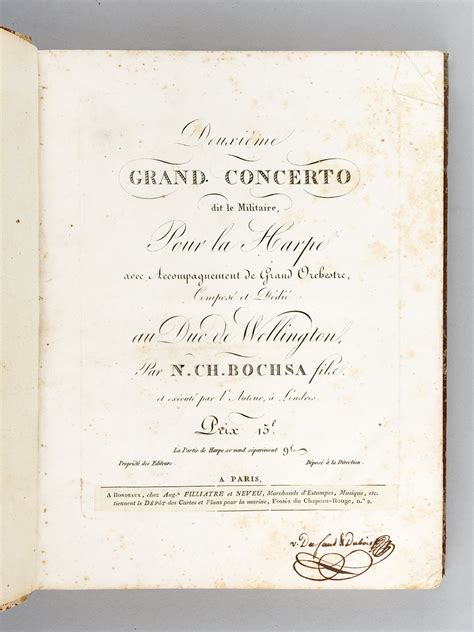 Deuxième
GRAND CONCERTO
dit le Militaire,
Pour la Harpe
avec Accompagnement de Grand Orchestre,
Composé et Dédié
au Duc de Wellington,
Par N. CH. BOCHSA fils.
et exécuté par l'Auteur, à Londres.
Prix 15f
La Partie de Harpe se vend séparément 9f
Propriété des Editeurs. Déposé à la Direction.
A PARIS,
A BORDEAUX, chez Aug.n FILLIATRE et NEVEU, Marchands d'Estampes, Musique, etc.
tiennent le DÉPÔT des Cartes et Plans pour la marine, Fossés du Chapeau-Rouge, n.º 2.